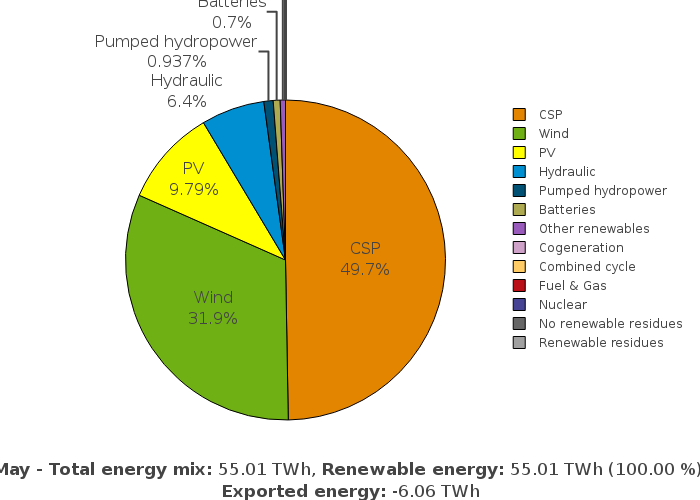 Batteries
0.7%
Pumped hydropower
0.937%
Hydraulic
6.4%
PV
9.79%
CSP
49.7%
Wind
31.9%
CSP
Wind
PV
Hydraulic
Pumped hydropower
Batteries
Other renewables
Cogeneration
Combined cycle
Fuel & Gas
Nuclear
No renewable residues
Renewable residues
May - Total energy mix: 55.01 TWh, Renewable energy: 55.01 TWh (100.00 %)
Exported energy: -6.06 TWh